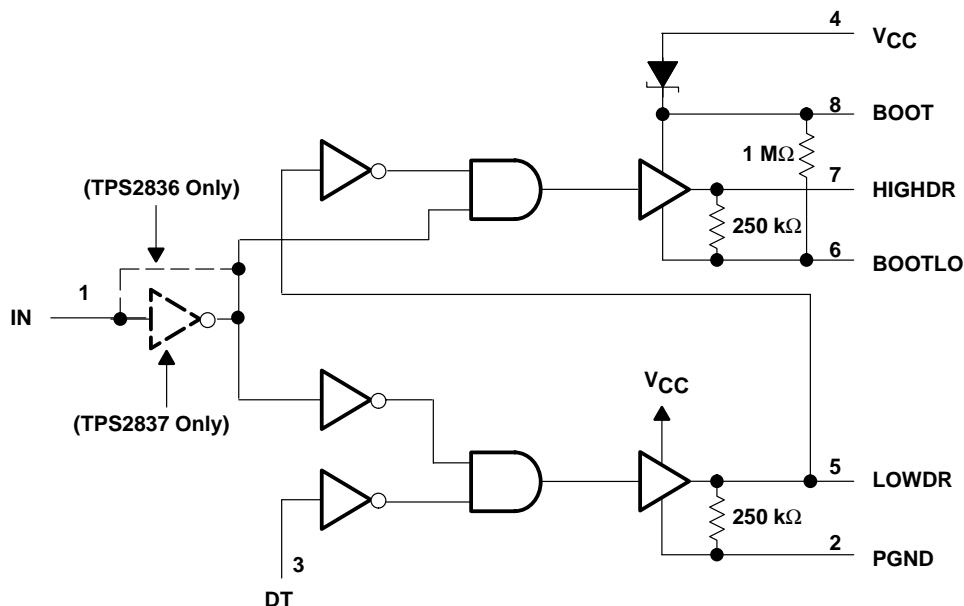 4
VCC
8
BOOT
1 MΩ
(TPS2836 Only)
7
HIGHDR
250 kΩ
6
BOOTLO
1
IN
(TPS2837 Only)
VCC
5
LOWDR
250 kΩ
2
PGND
3
DT